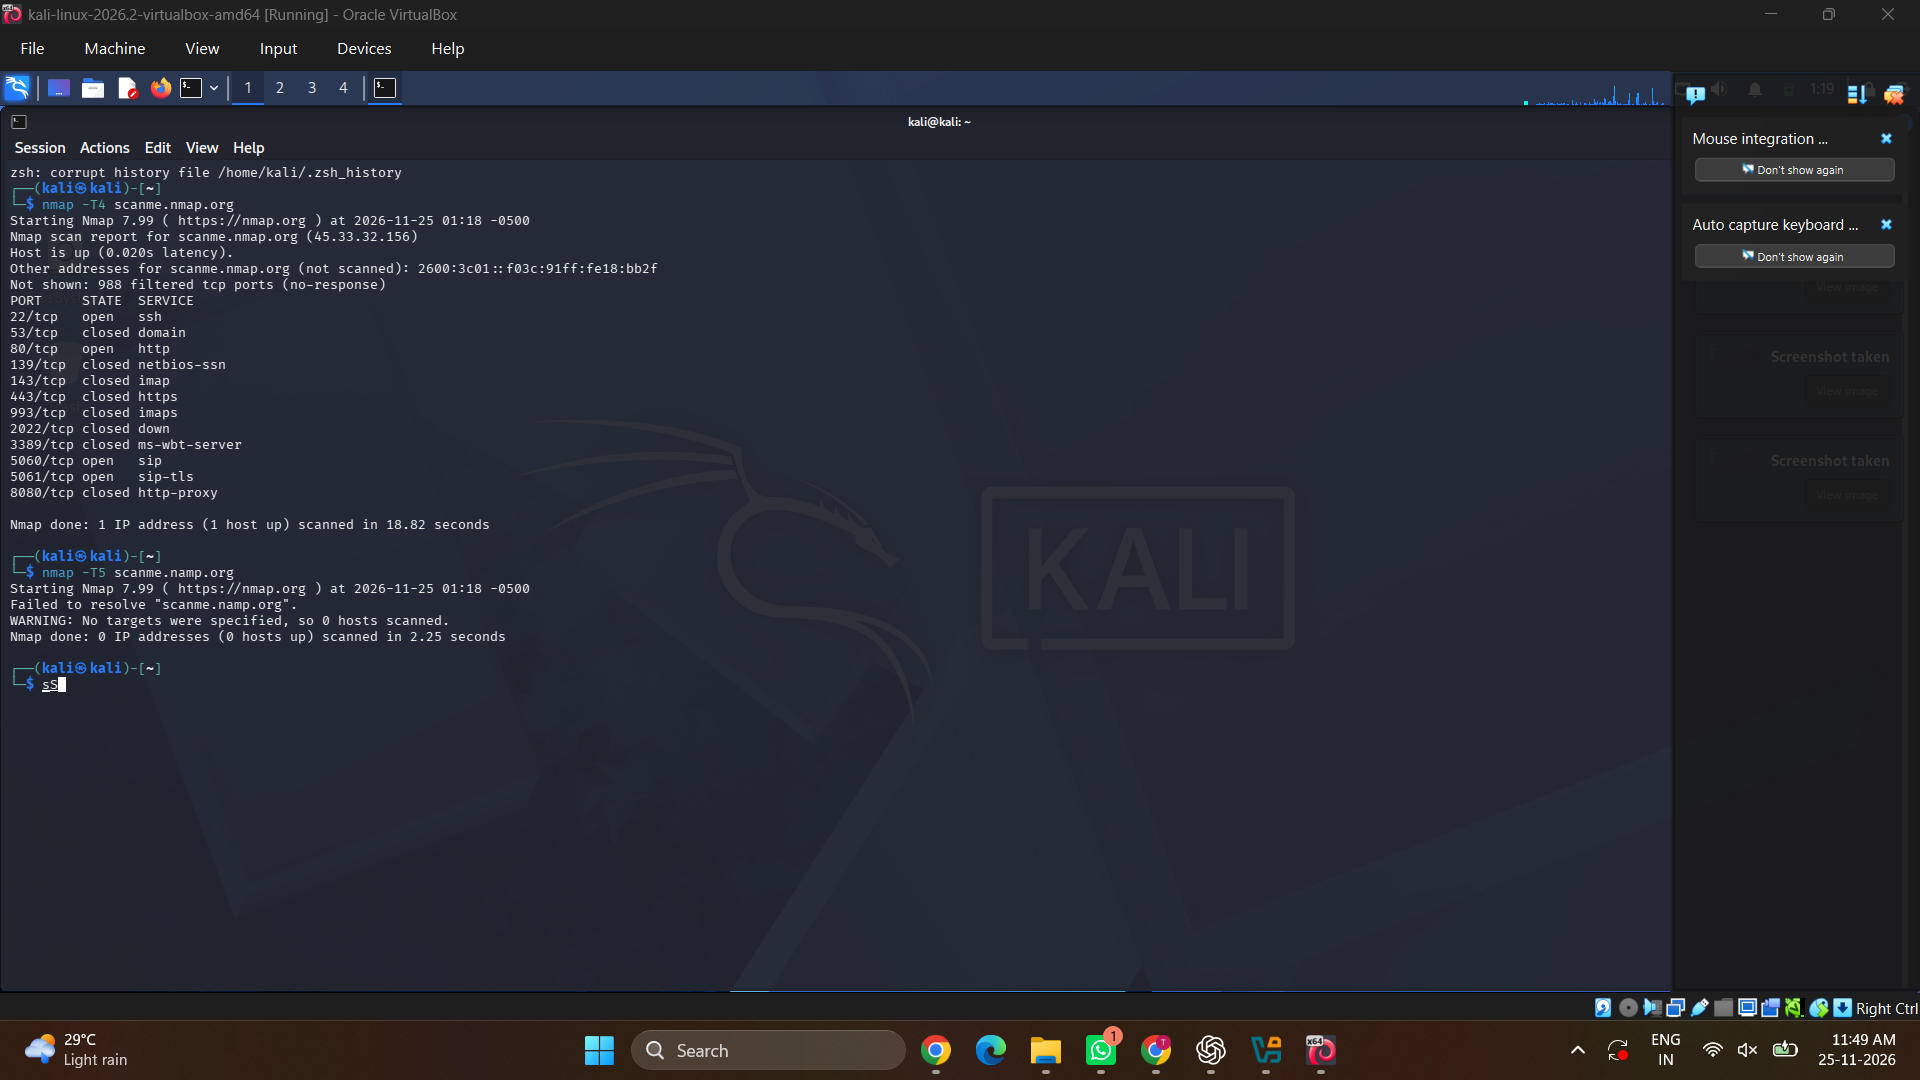 kali-linux-2026.2-virtualbox-amd64 [Running] - Oracle VirtualBox
File Machine View Input Devices Help
1 2 3 4
1:19
kali@kali: ~
Session Actions Edit View Help
zsh: corrupt history file /home/kali/.zsh_history
┌──(kali㉿kali)-[~]
└─$ nmap -T4 scanme.nmap.org
Starting Nmap 7.99 ( https://nmap.org ) at 2026-11-25 01:18 -0500
Nmap scan report for scanme.nmap.org (45.33.32.156)
Host is up (0.020s latency).
Other addresses for scanme.nmap.org (not scanned): 2600:3c01::f03c:91ff:fe18:bb2f
Not shown: 988 filtered tcp ports (no-response)
PORT     STATE  SERVICE
22/tcp   open   ssh
53/tcp   closed domain
80/tcp   open   http
139/tcp  closed netbios-ssn
143/tcp  closed imap
443/tcp  closed https
993/tcp  closed imaps
2022/tcp closed down
3389/tcp closed ms-wbt-server
5060/tcp open   sip
5061/tcp open   sip-tls
8080/tcp closed http-proxy
Nmap done: 1 IP address (1 host up) scanned in 18.82 seconds
┌──(kali㉿kali)-[~]
└─$ nmap -T5 scanme.namp.org
Starting Nmap 7.99 ( https://nmap.org ) at 2026-11-25 01:18 -0500
Failed to resolve "scanme.namp.org".
WARNING: No targets were specified, so 0 hosts scanned.
Nmap done: 0 IP addresses (0 hosts up) scanned in 2.25 seconds
┌──(kali㉿kali)-[~]
└─$ sS
KALI
Mouse integration ...
Don't show again
Auto capture keyboard ...
Don't show again
View image
Screenshot taken
View image
Screenshot taken
View image
Right Ctrl
29°C
Light rain
Search
1
ENG
IN
11:49 AM
25-11-2026